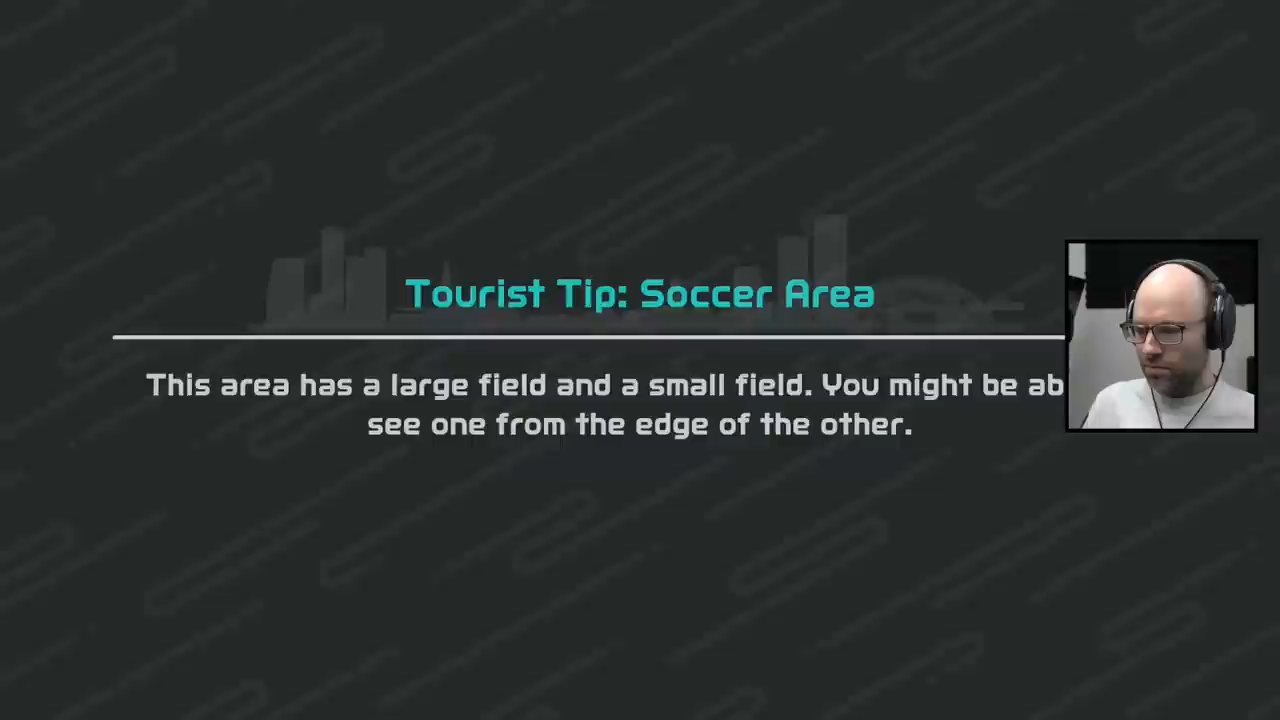 Tourist Tip: Soccer Area
This area has a large field and a small field. You might be ab
see one from the edge of the other.